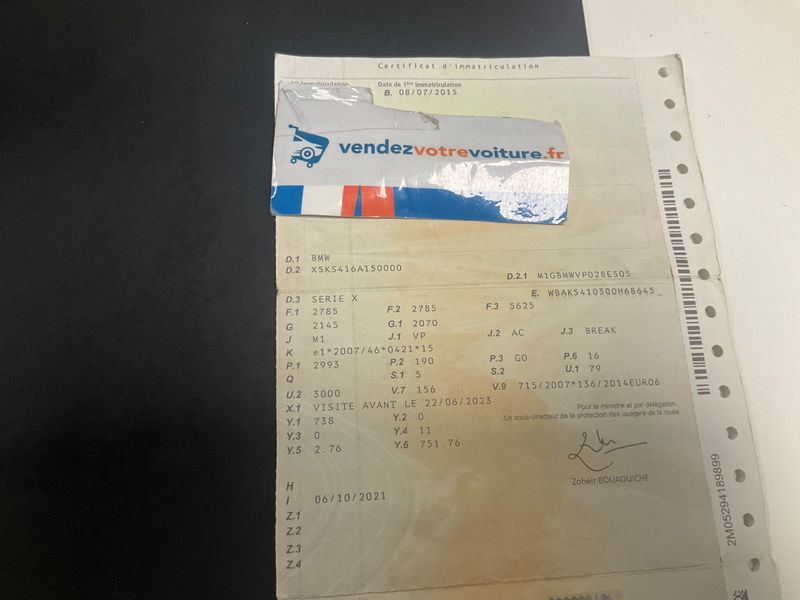 Certificat d'immatriculation
Date de 1ère immatriculation
B. 08/07/2015
vendezvotrevoiture.fr
D.1 BMW
D.2 X5KS416A150000
D.2.1 M1GBMWVP028E505
D.3 SERIE X
E. WBAKS410300H68645
F.1 2785 F.2 2785 F.3 5625
G 2145 G.1 2070
J M1 J.1 VP J.2 AC J.3 BREAK
K e1*2007/46*0421*15
P.1 2993 P.2 190 P.3 GO P.6 16
Q S.1 5 S.2 U.1 79
U.2 3000 V.7 156 V.9 715/2007*136/2014EURO6
X.1 VISITE AVANT LE 22/06/2023
Y.1 738 Y.2 0
Y.3 0 Y.4 11
Y.5 2.76 Y.6 751.76
Pour le ministre et par délégation,
Le sous-directeur de la protection des usagers de la route
Zoheir BOUAOUICHE
H
I 06/10/2021
Z.1
Z.2
Z.3
Z.4
2M05294189899